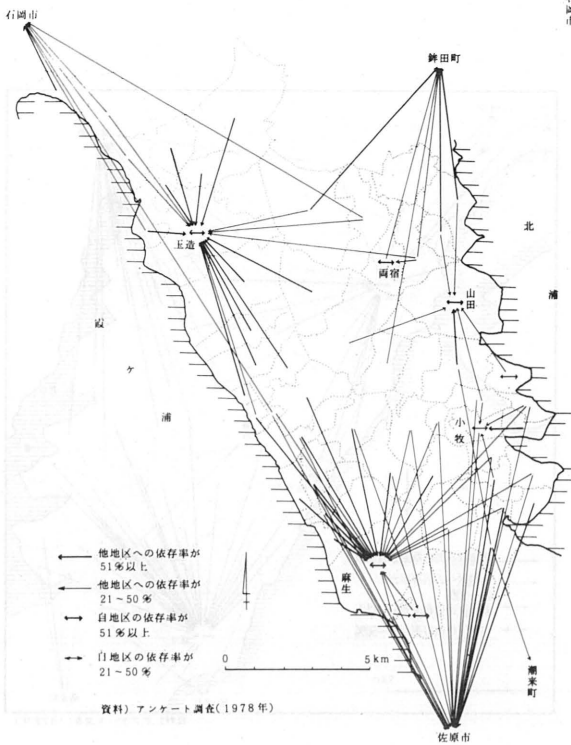 石岡市
鉾田町
玉造
両宿
山田
北浦
霞ヶ浦
小牧
麻生
潮来町
佐原市
他地区への依存率が
51%以上
他地区への依存率が
21~50%
自地区の依存率が
51%以上
自地区の依存率が
21~50%
0 5km
資料) アンケート調査(1978年)